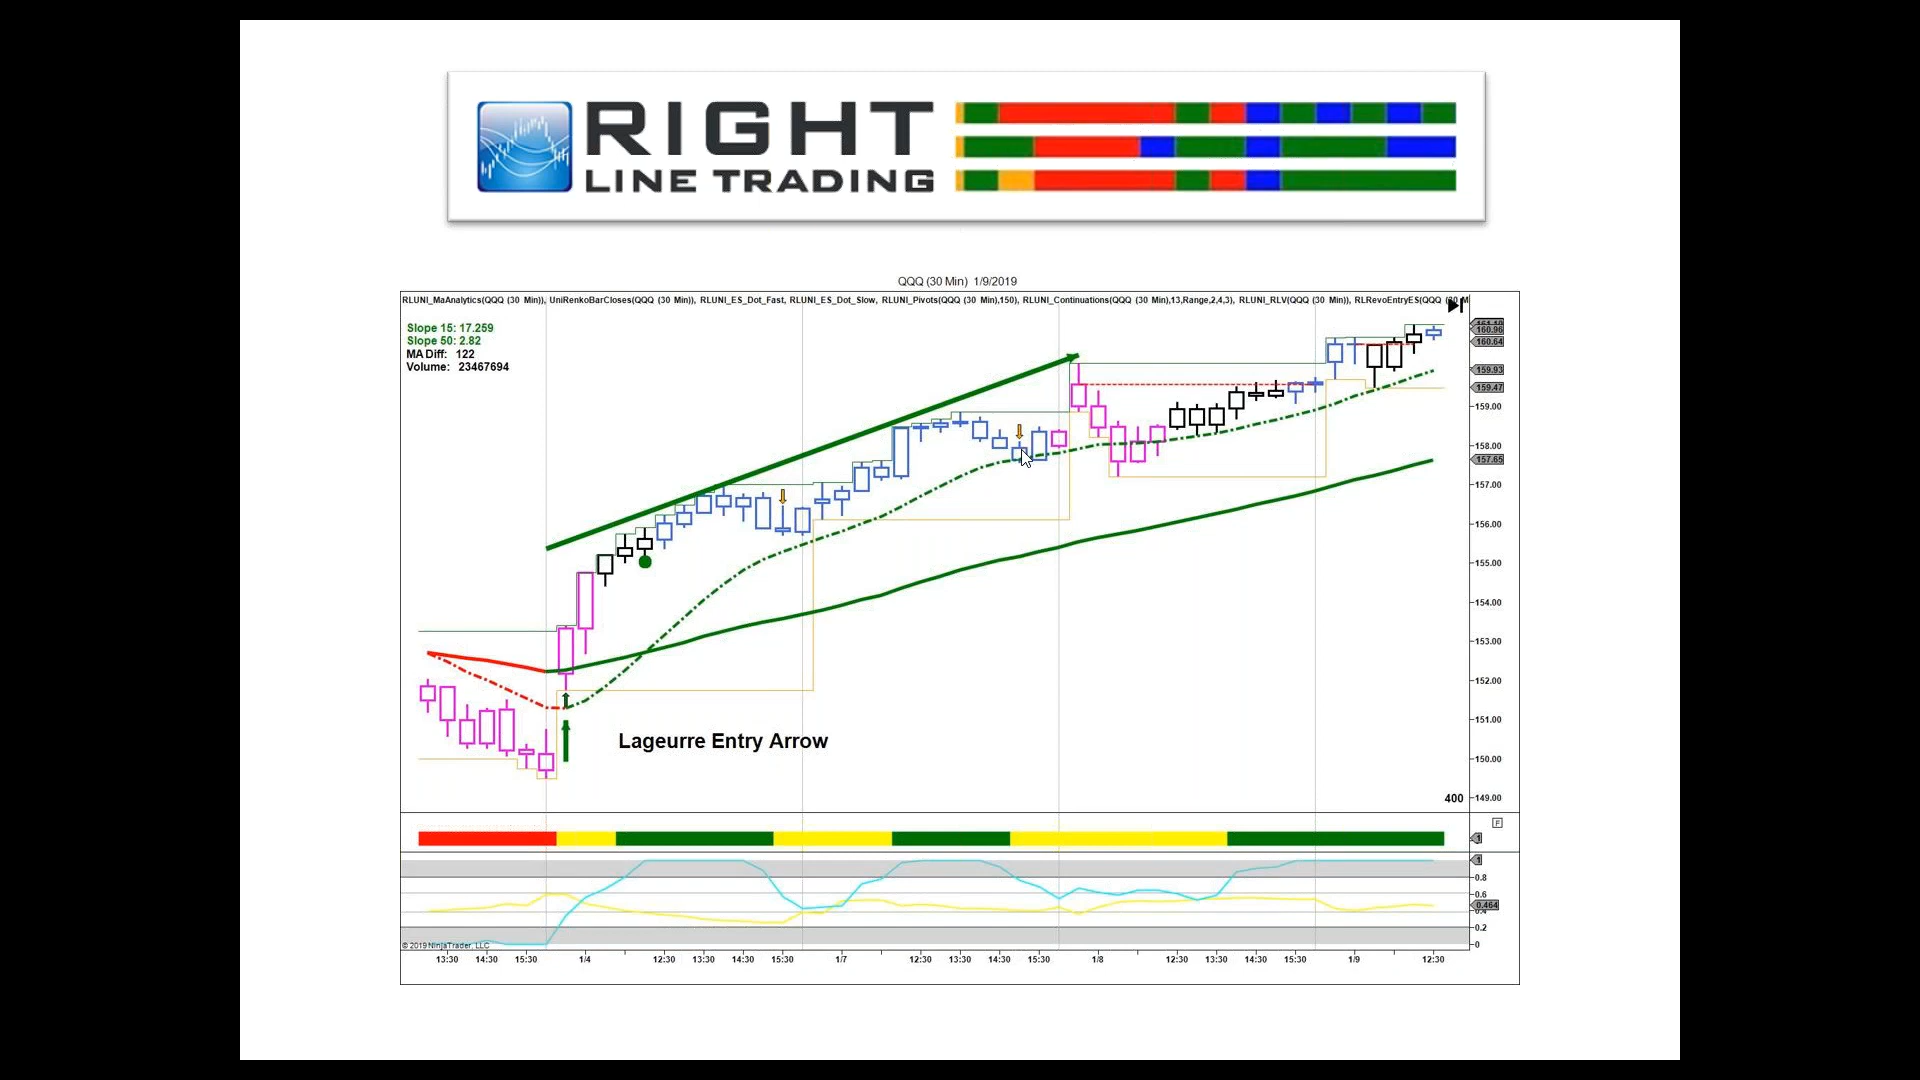 RIGHT
LINE TRADING
QQQ (30 Min) 1/9/2019
RLUNI_MaAnalytics(QQQ (30 Min)), UniRenkoBarCloses(QQQ (30 Min)), RLUNI_ES_Dot_Fast, RLUNI_ES_Dot_Slow, RLUNI_Pivots(QQQ (30 Min),150), RLUNI_Continuations(QQQ (30 Min),13,Range,2,4,3), RLUNI_RLV(QQQ (30 Min)), RLRevoEntryES(QQQ
Slope 15: 17.259
Slope 50: 2.82
MA Diff: 122
Volume: 23467694
160.96
160.64
159.93
159.47
159.00
158.00
157.65
157.00
156.00
155.00
154.00
153.00
152.00
151.00
Lageurre Entry Arrow
150.00
400
149.00
F
1
1
0.8
0.6
0.464
0.2
0
© 2019 NinjaTrader, LLC
13:30 14:30 15:30 1/4 12:30 13:30 14:30 15:30 1/7 12:30 13:30 14:30 15:30 1/8 12:30 13:30 14:30 15:30 1/9 12:30